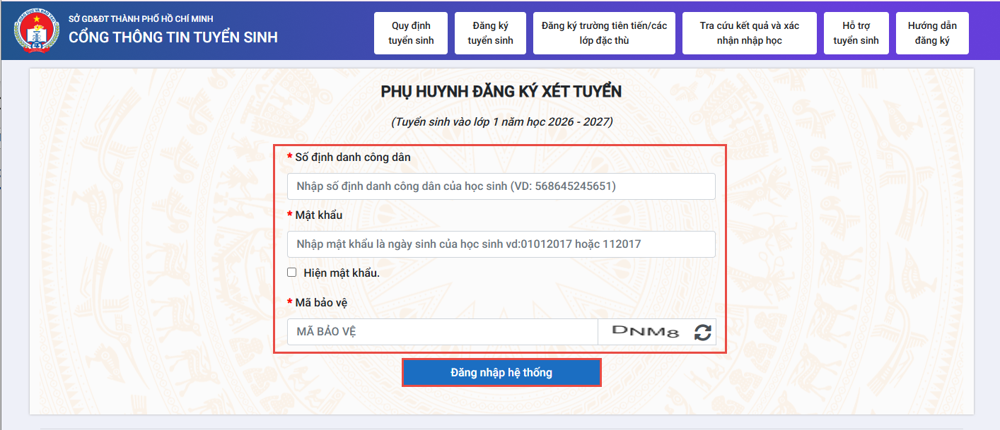 SỞ GD&ĐT THÀNH PHỐ HỒ CHÍ MINH
CỔNG THÔNG TIN TUYỂN SINH
Quy định
tuyển sinh
Đăng ký
tuyển sinh
Đăng ký trường tiên tiến/các
lớp đặc thù
Tra cứu kết quả và xác
nhận nhập học
Hỗ trợ
tuyển sinh
Hướng dẫn
đăng ký
PHỤ HUYNH ĐĂNG KÝ XÉT TUYỂN
(Tuyển sinh vào lớp 1 năm học 2026 - 2027)
* Số định danh công dân
Nhập số định danh công dân của học sinh (VD: 568645245651)
* Mật khẩu
Nhập mật khẩu là ngày sinh của học sinh vd:01012017 hoặc 112017
Hiện mật khẩu.
* Mã bảo vệ
MÃ BẢO VỆ
DNM8
Đăng nhập hệ thống